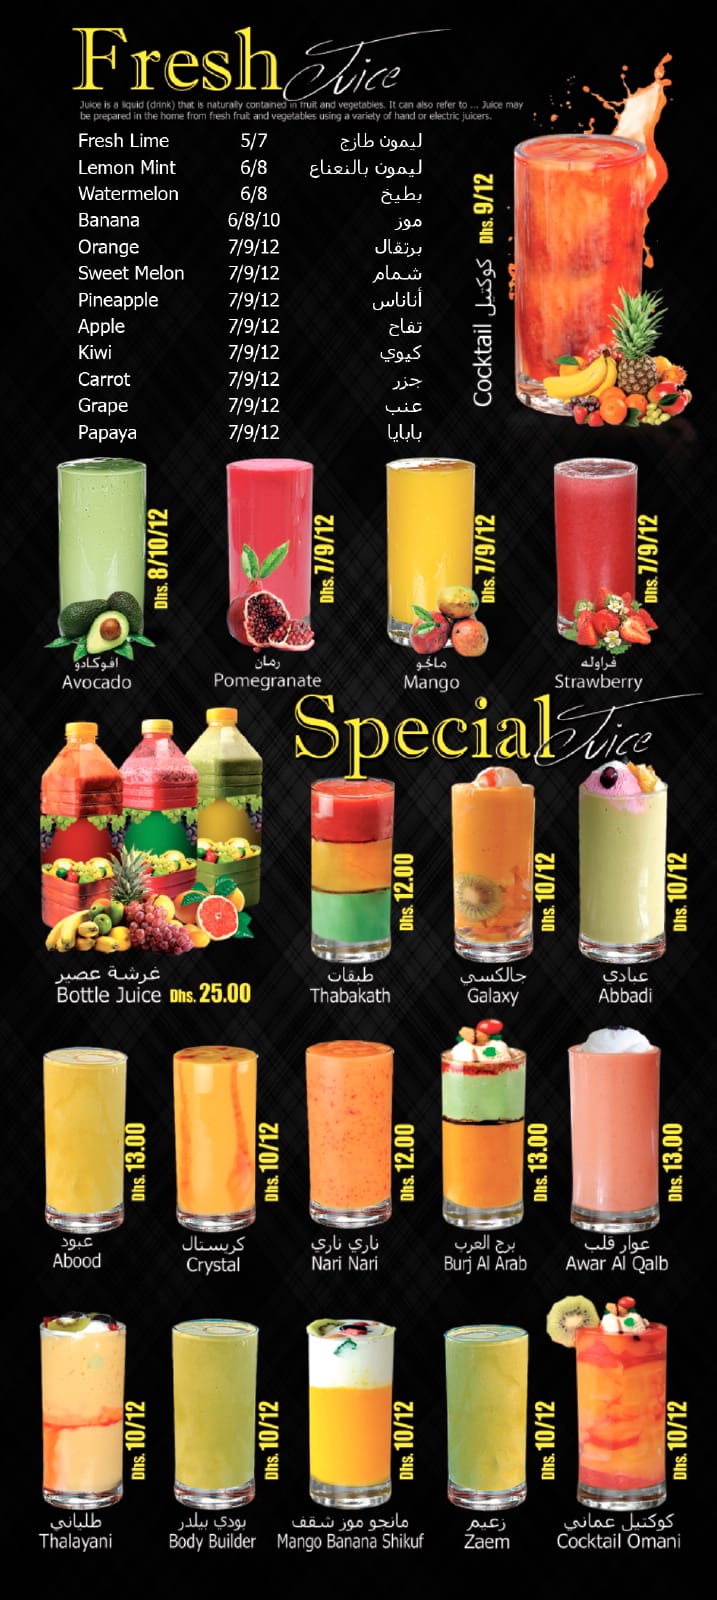 Fresh Juice
Juice is a liquid (drink) that is naturally contained in fruit and vegetables. It can also refer to ... Juice may
be prepared in the home from fresh fruit and vegetables using a variety of hand or electric juicers.
Fresh Lime 5/7 ليمون طازج
Lemon Mint 6/8 ليمون بالنعناع
Watermelon 6/8 بطيخ
Banana 6/8/10 موز
Orange 7/9/12 برتقال
Sweet Melon 7/9/12 شمام
Pineapple 7/9/12 أناناس
Apple 7/9/12 تفاح
Kiwi 7/9/12 كيوي
Carrot 7/9/12 جزر
Grape 7/9/12 عنب
Papaya 7/9/12 بابايا
Cocktail كوكتيل Dhs. 9/12
Dhs. 8/10/12
افوكادو
Avocado
Dhs. 7/9/12
رمان
Pomegranate
Dhs. 7/9/12
مانجو
Mango
Dhs. 7/9/12
فراوله
Strawberry
Special Juice
غرشة عصير
Bottle Juice Dhs. 25.00
Dhs. 12.00
طبقات
Thabakath
Dhs. 10/12
جالكسي
Galaxy
Dhs. 10/12
عبادي
Abbadi
Dhs. 13.00
عبود
Abood
Dhs. 10/12
كريستال
Crystal
Dhs. 12.00
ناري ناري
Nari Nari
Dhs. 13.00
برج العرب
Burj Al Arab
Dhs. 13.00
عوار قلب
Awar Al Qalb
Dhs. 10/12
طلياني
Thalayani
Dhs. 10/12
بودي بيلدر
Body Builder
Dhs. 10/12
مانجو موز شقف
Mango Banana Shikuf
Dhs. 10/12
زعيم
Zaem
Dhs. 10/12
كوكتيل عماني
Cocktail Omani